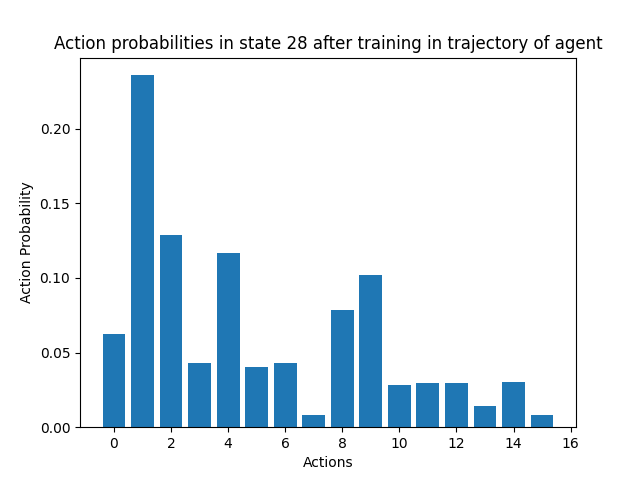 Action probabilities in state 28 after training in trajectory of agent
0.20
0.15
0.10
0.05
0.00
Action Probability
0 2 4 6 8 10 12 14 16
Actions